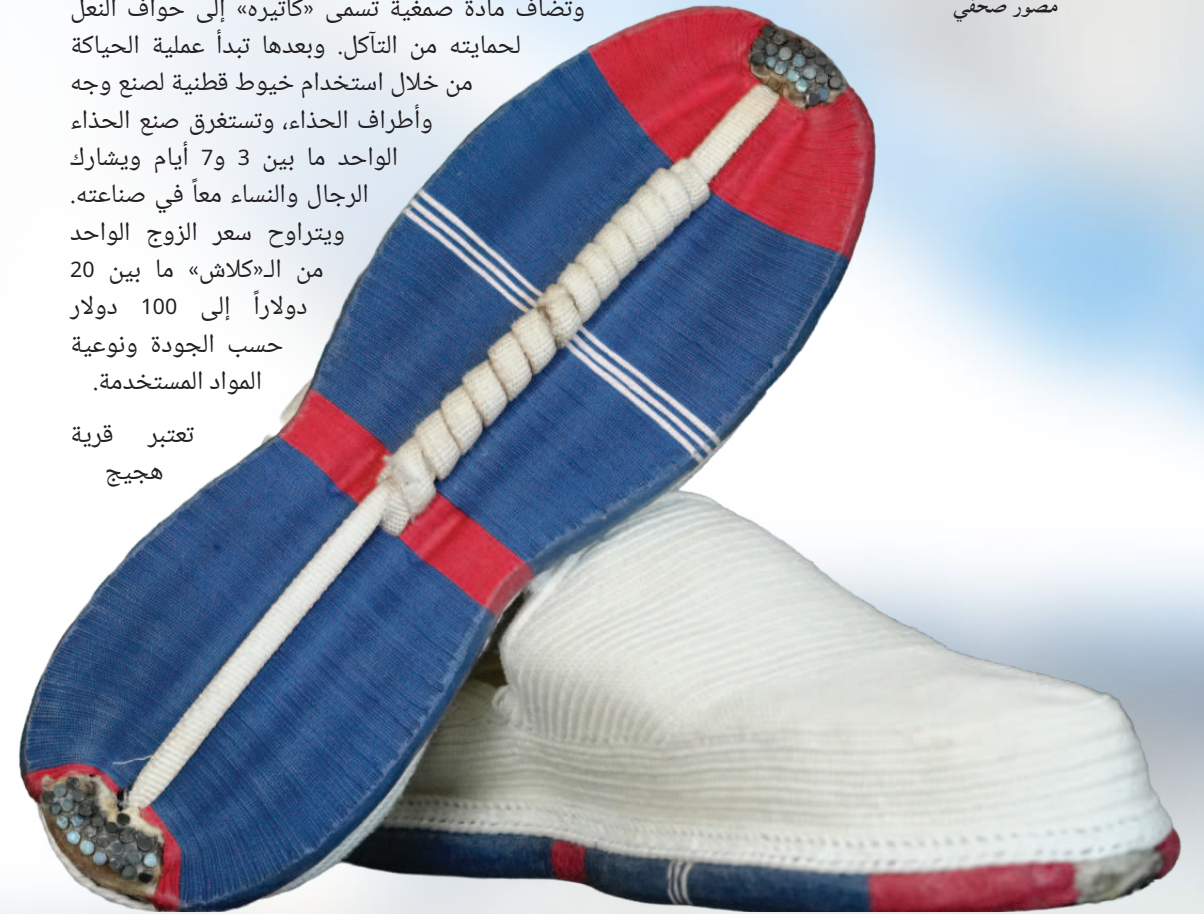 مصور صحفي
وتضاف مادة صمغية تسمى «كاتيره» إلى حواف النعل
لحمايته من التآكل. وبعدها تبدأ عملية الحياكة
من خلال استخدام خيوط قطنية لصنع وجه
وأطراف الحذاء، وتستغرق صنع الحذاء
الواحد ما بين 3 و7 أيام ويشارك
الرجال والنساء معاً في صناعته.
ويتراوح سعر الزوج الواحد
من الـ«كلاش» ما بين 20
دولاراً إلى 100 دولار
حسب الجودة ونوعية
المواد المستخدمة.
تعتبر قرية
هجيج